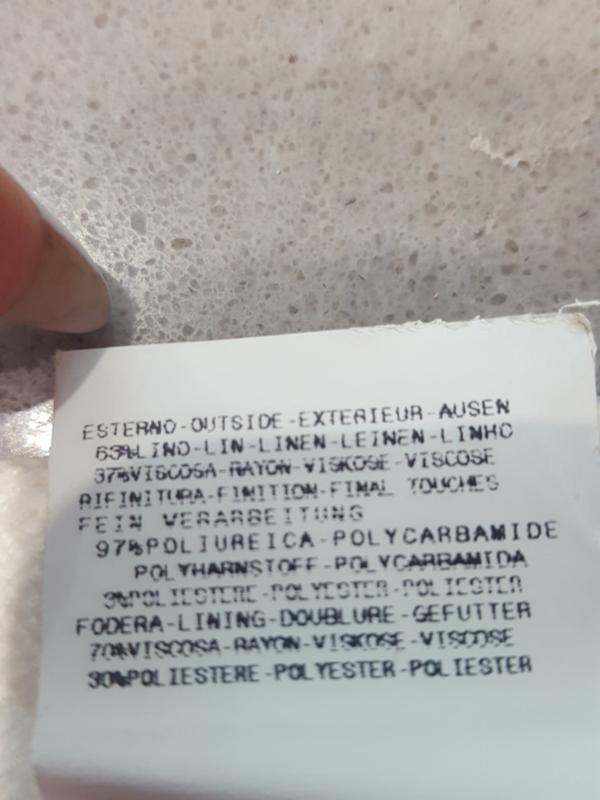 ESTERNO-OUTSIDE-EXTERIEUR-AUSEN
63%LINO-LIN-LINEN-LEINEN-LINHO
37%VISCOSA-RAYON-VISKOSE-VISCOSE
RIFINITURA-FINITION-FINAL TOUCHES
FEIN VERARBEITUNG
97%POLIUREICA-POLYCARBAMIDE
POLYHARNSTOFF-POLYCARBAMIDA
3%POLIESTERE-POLYESTER-POLIESTER
FODERA-LINING-DOUBLURE-GEFUTTER
70%VISCOSA-RAYON-VISKOSE-VISCOSE
30%POLIESTERE-POLYESTER-POLIESTER